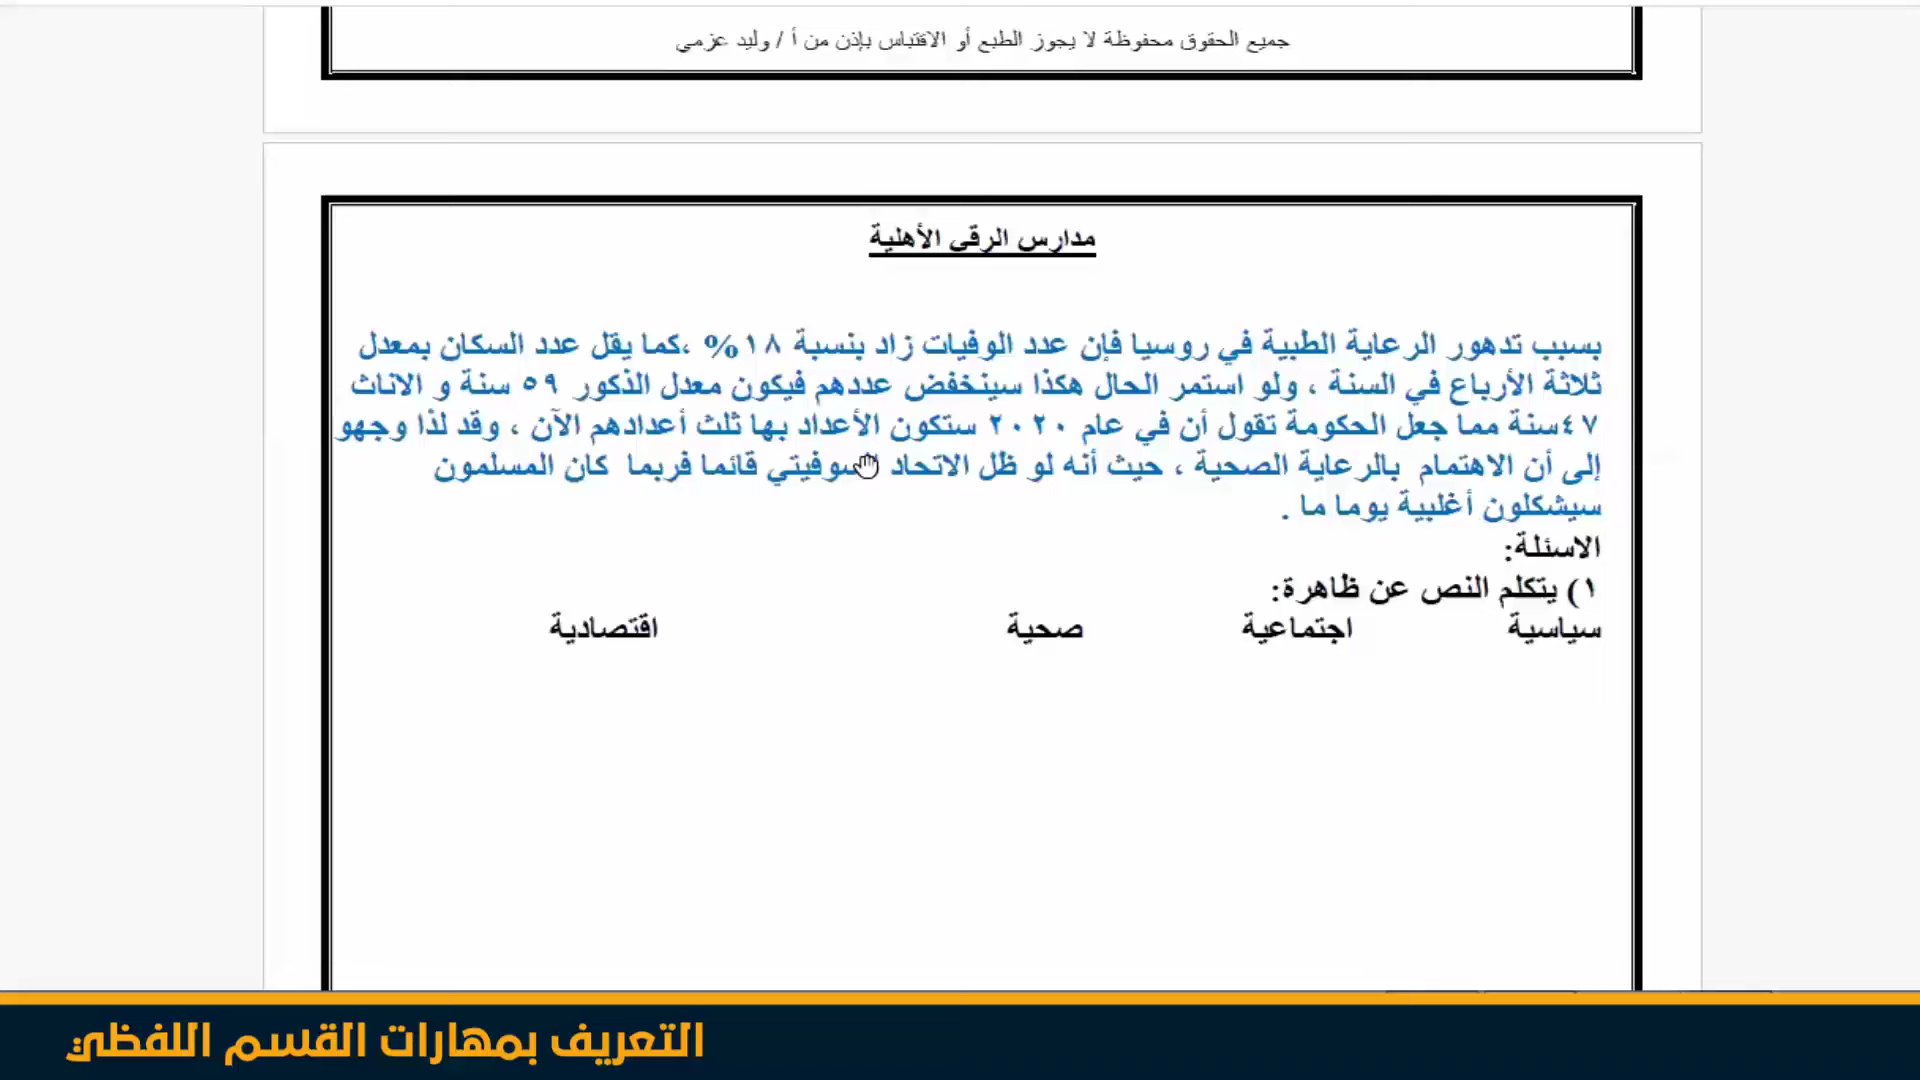 جميع الحقوق محفوظة لا يجوز الطبع أو الاقتباس بإذن من أ / وليد عزمي
مدارس الرقي الأهلية
بسبب تدهور الرعاية الطبية في روسيا فإن عدد الوفيات زاد بنسبة ١٨% ،كما يقل عدد السكان بمعدل
ثلاثة الأرباع في السنة ، ولو استمر الحال هكذا سينخفض عددهم فيكون معدل الذكور ٥٩ سنة و الاناث
٤٧سنة مما جعل الحكومة تقول أن في عام ٢٠٢٠ ستكون الأعداد بها ثلث أعدادهم الآن ، وقد لذا وجهو
إلى أن الاهتمام بالرعاية الصحية ، حيث أنه لو ظل الاتحاد السوفيتي قائما فربما كان المسلمون
سيشكلون أغلبية يوما ما .
الاسئلة:
١) يتكلم النص عن ظاهرة:
سياسية اجتماعية صحية اقتصادية
التعريف بمهارات القسم اللفظي